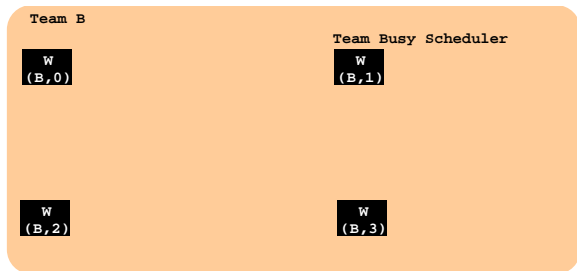 Team B
Team Busy Scheduler
W
(B,0)
W
(B,1)
W
(B,2)
W
(B,3)